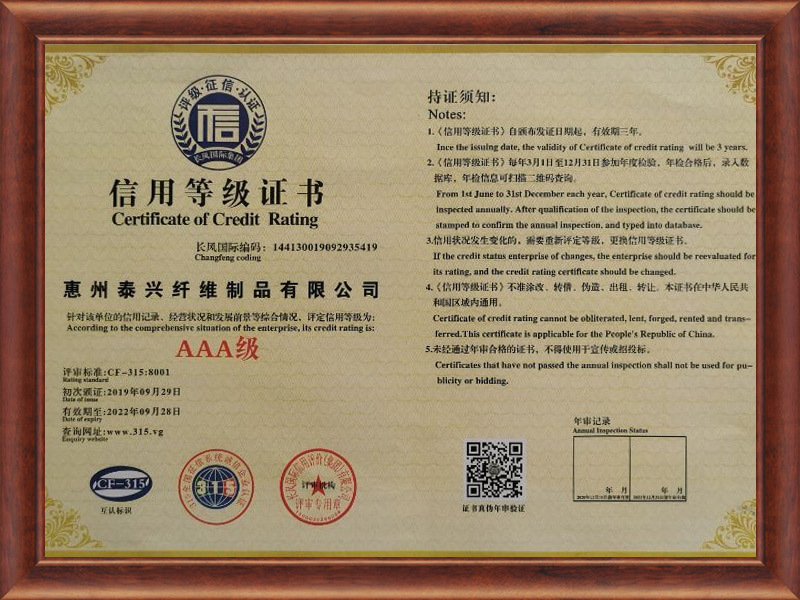 评级·征信·认证
信
长凤国际集团
信用等级证书
Certificate of Credit Rating
长凤国际编码：144130019092935419
Changfeng coding
惠州泰兴纤维制品有限公司
针对该单位的信用记录、经营状况和发展前景等综合情况，评定信用等级为：
According to the comprehensive situation of the enterprise, its credit rating is:
AAA级
评审标准:CF-315:8001
Rating standard
初次颁证:2019年09月29日
Date of issue
有效期至:2022年09月28日
Date of expiry
查询网址:www.315.vg
Enquiry website
CF-315
互认标识
315
评审机构
评审专用章
持证须知：
Notes:
1.《信用等级证书》自颁布发证日期起，有效期三年。
Ince the issuing date, the validity of Certificate of credit rating will be 3 years.
2.《信用等级证书》每年3月1日至12月31日参加年度检验，年检合格后，录入数
据库，年检信息可扫描二维码查询。
From 1st June to 31st December each year, Certificate of credit rating should be
inspected annually. After qualification of the inspection, the certificate should be
stamped to confirm the annual inspection, and typed into database.
3.信用状况发生变化的，需要重新评定等级，更换信用等级证书。
If the credit status enterprise of changes, the enterprise should be reevaluated for
its rating, and the credit rating certificate should be changed.
4.《信用等级证书》不准涂改、转借、伪造、出租、转让。本证书在中华人民共
和国区域内通用。
Certificate of credit rating cannot be obliterated, lent, forged, rented and trans-
ferred.This certificate is applicable for the People's Republic of China.
5.未经通过年审合格的证书，不得使用于宣传或招投标。
Certificates that have not passed the annual inspection shall not be used for pu-
blicity or bidding.
证书真伪年审验证
年审记录
Annual Inspection Status
年 月
年 月